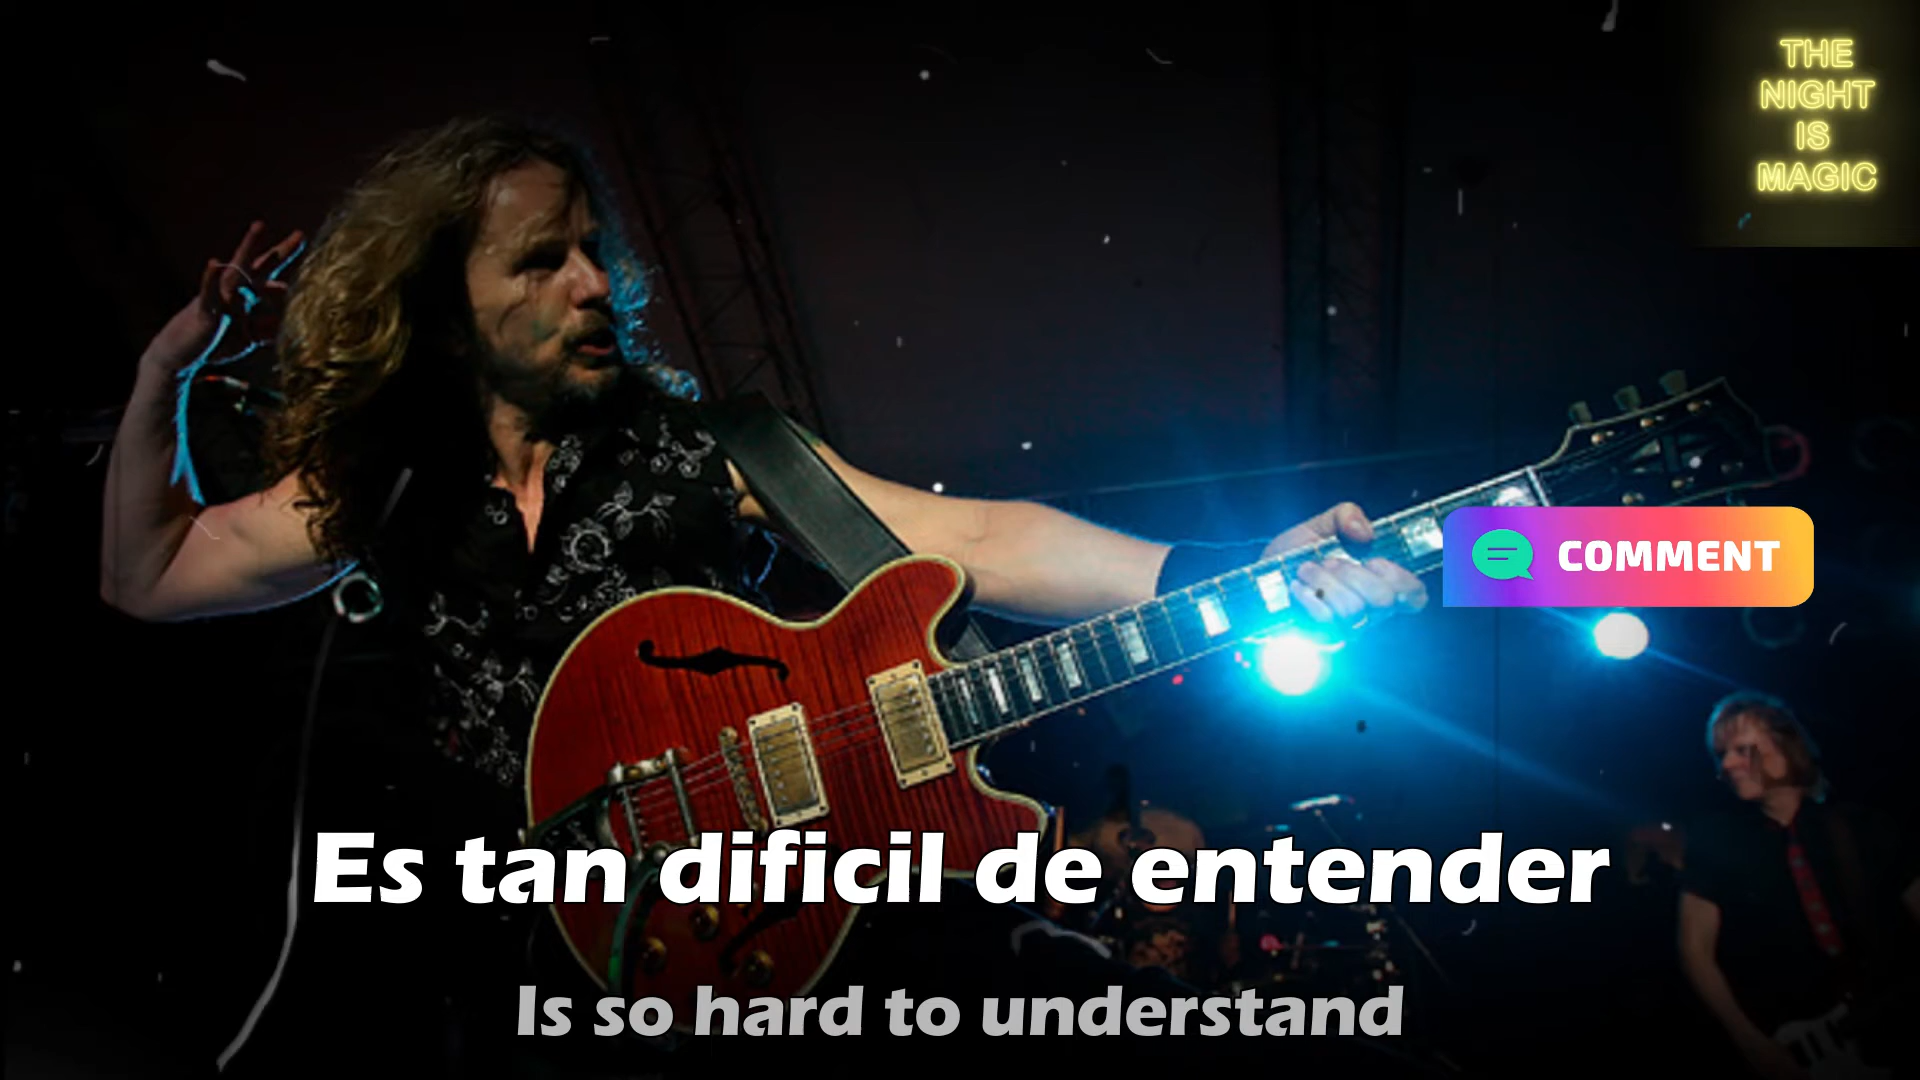 THE
NIGHT
IS
MAGIC
COMMENT
Es tan dificil de entender
Is so hard to understand